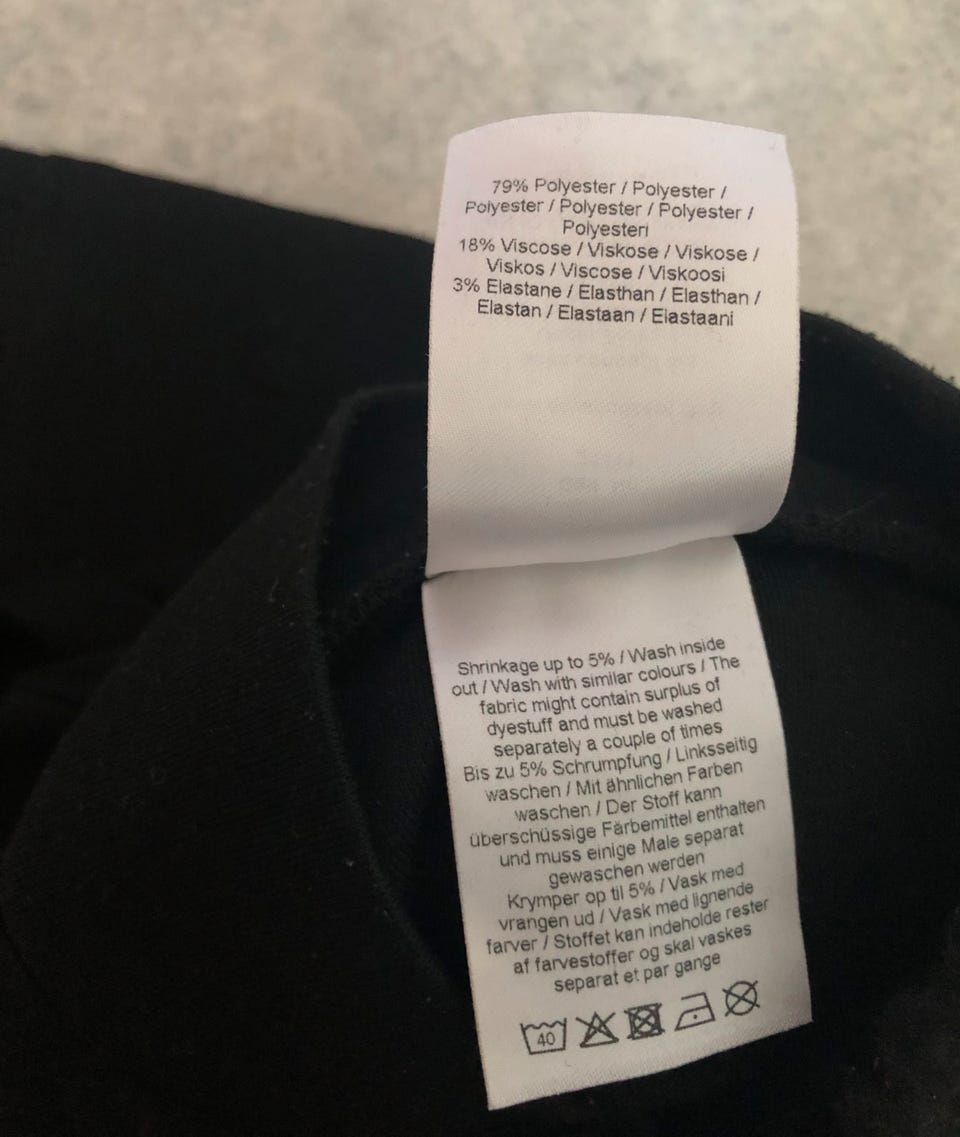 79% Polyester / Polyester /
Polyester / Polyester / Polyester /
Polyesteri
18% Viscose / Viskose / Viskose /
Viskos / Viscose / Viskoosi
3% Elastane / Elasthan / Elasthan /
Elastan / Elastaan / Elastaani
Shrinkage up to 5% / Wash inside
out / Wash with similar colours / The
fabric might contain surplus of
dyestuff and must be washed
separately a couple of times
Bis zu 5% Schrumpfung / Linksseitig
waschen / Mit ähnlichen Farben
waschen / Der Stoff kann
überschüssige Färbemittel enthalten
und muss einige Male separat
gewaschen werden
Krymper op til 5% / Vask med
vrangen ud / Vask med lignende
farver / Stoffet kan indeholde rester
af farvestoffer og skal vaskes
separat et par gange
40